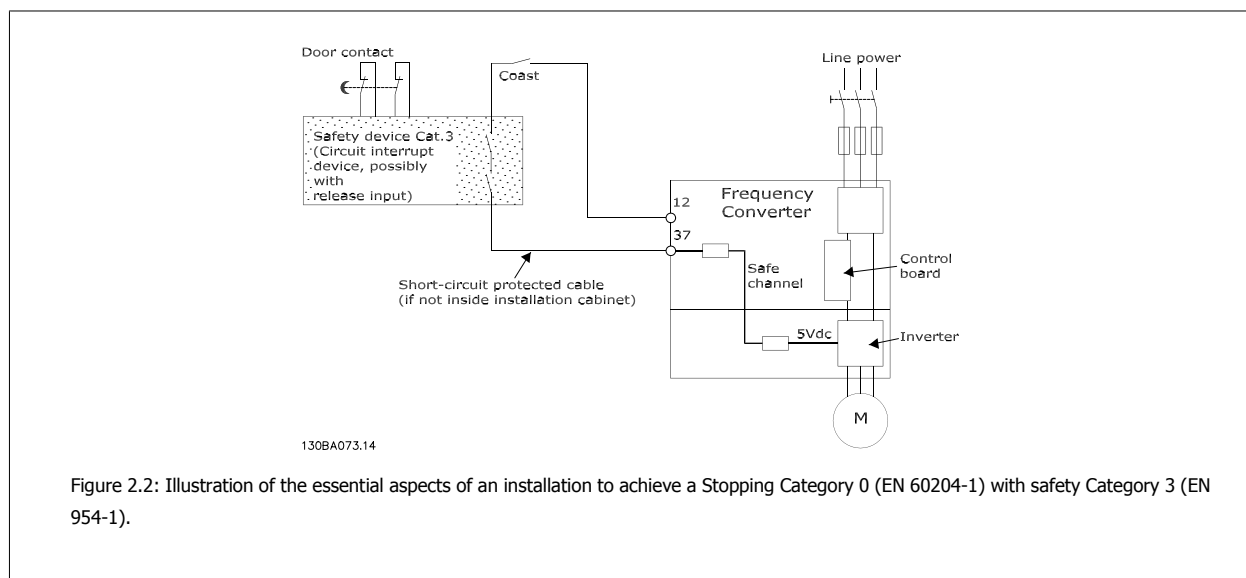 Door contact
Line power
Coast
Safety device Cat.3
(Circuit interrupt
device, possibly
with
release input)
12
Frequency
Converter
37
Safe
channel
Control
board
Short-circuit protected cable
(if not inside installation cabinet)
5Vdc
Inverter
M
130BA073.14
Figure 2.2: Illustration of the essential aspects of an installation to achieve a Stopping Category 0 (EN 60204-1) with safety Category 3 (EN
954-1).